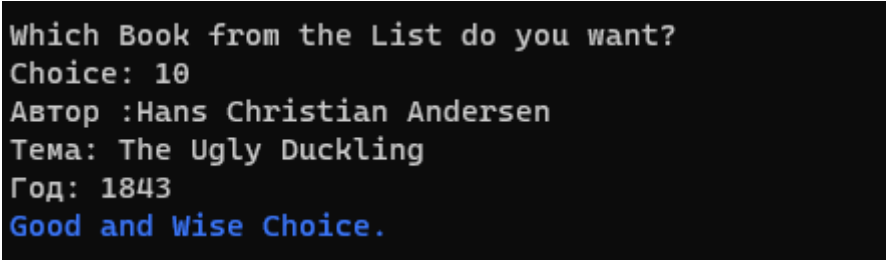 Which Book from the List do you want?
Choice: 10
Автор :Hans Christian Andersen
Тема: The Ugly Duckling
Год: 1843
Good and Wise Choice.